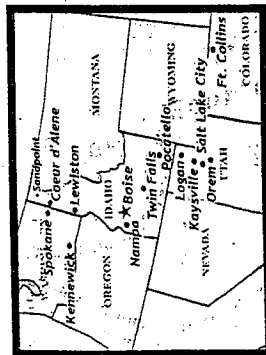 Sandpoint
Spokane
Coeur d'Alene
Kennewick
Lewiston
MONTANA
OREGON
IDAHO
Boise
Nampa
Twin Falls
Pocatello
WYOMING
Logan
Kaysville
Salt Lake City
Orem
UTAH
NEVADA
Ft. Collins
COLORADO